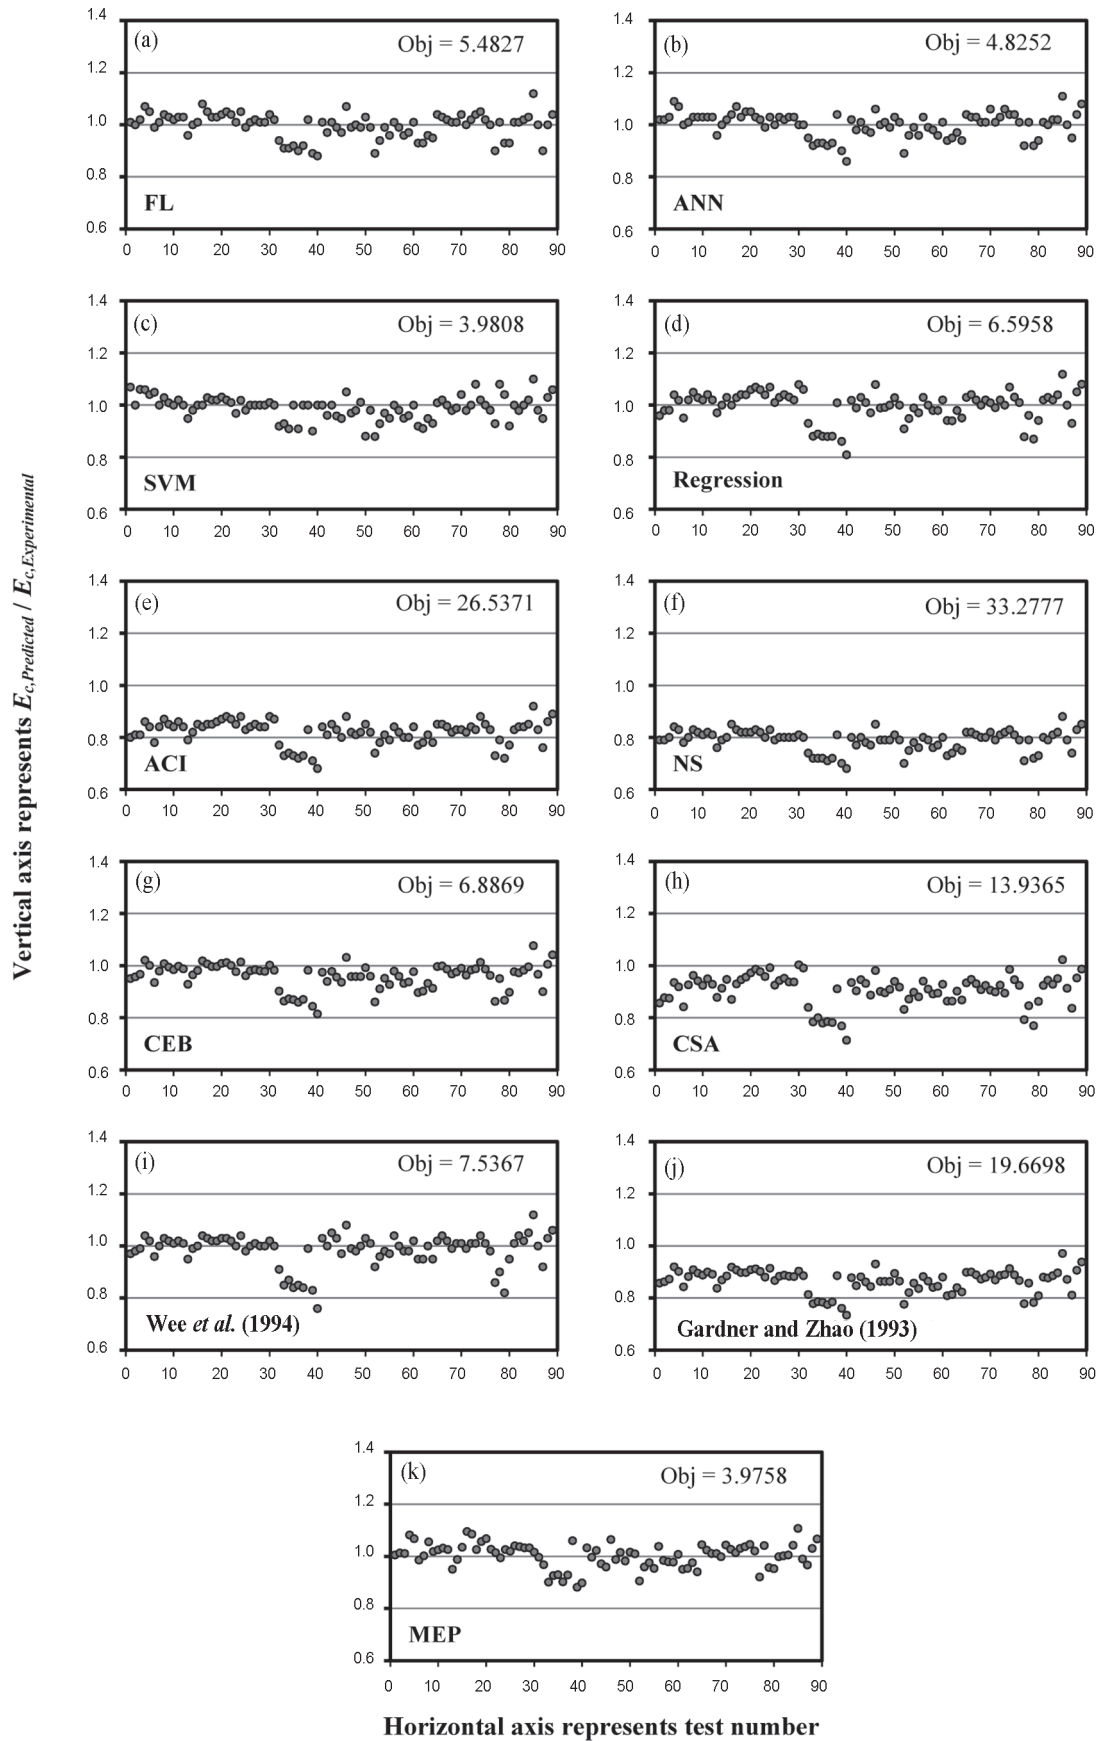 Vertical axis represents Ec,Predicted / Ec,Experimental
1.4
1.2
1.0
0.8
0.6
(a)
Obj = 5.4827
FL
0 10 20 30 40 50 60 70 80 90
1.4
1.2
1.0
0.8
0.6
(b)
Obj = 4.8252
ANN
0 10 20 30 40 50 60 70 80 90
1.4
1.2
1.0
0.8
0.6
(c)
Obj = 3.9808
SVM
0 10 20 30 40 50 60 70 80 90
1.4
1.2
1.0
0.8
0.6
(d)
Obj = 6.5958
Regression
0 10 20 30 40 50 60 70 80 90
1.4
1.2
1.0
0.8
0.6
(e)
Obj = 26.5371
ACI
0 10 20 30 40 50 60 70 80 90
1.4
1.2
1.0
0.8
0.6
(f)
Obj = 33.2777
NS
0 10 20 30 40 50 60 70 80 90
1.4
1.2
1.0
0.8
0.6
(g)
Obj = 6.8869
CEB
0 10 20 30 40 50 60 70 80 90
1.4
1.2
1.0
0.8
0.6
(h)
Obj = 13.9365
CSA
0 10 20 30 40 50 60 70 80 90
1.4
1.2
1.0
0.8
0.6
(i)
Obj = 7.5367
Wee et al. (1994)
0 10 20 30 40 50 60 70 80 90
1.4
1.2
1.0
0.8
0.6
(j)
Obj = 19.6698
Gardner and Zhao (1993)
0 10 20 30 40 50 60 70 80 90
1.4
1.2
1.0
0.8
0.6
(k)
Obj = 3.9758
MEP
0 10 20 30 40 50 60 70 80 90
Horizontal axis represents test number